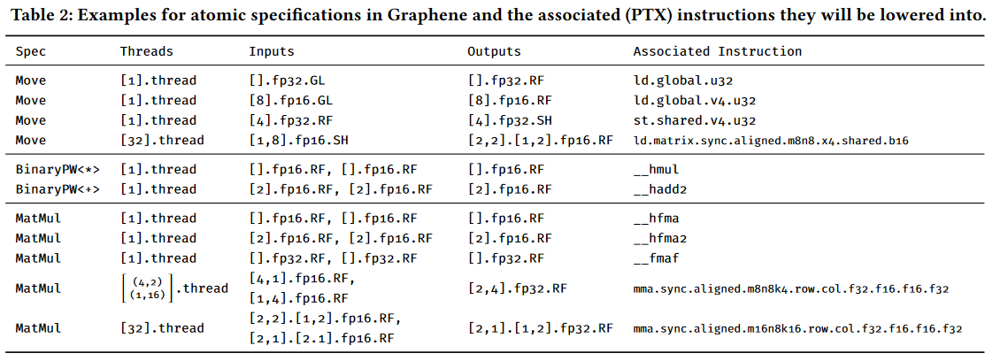 Table 2: Examples for atomic specifications in Graphene and the associated (PTX) instructions they will be lowered into.
Spec Threads Inputs Outputs Associated Instruction
Move [1].thread [].fp32.GL [].fp32.RF ld.global.u32
Move [1].thread [8].fp16.GL [8].fp16.RF ld.global.v4.u32
Move [1].thread [4].fp32.RF [4].fp32.SH st.shared.v4.u32
Move [32].thread [1,8].fp16.SH [2,2].[1,2].fp16.RF ld.matrix.sync.aligned.m8n8.x4.shared.b16
BinaryPW<*> [1].thread [].fp16.RF, [].fp16.RF [].fp16.RF __hmul
BinaryPW<+> [1].thread [2].fp16.RF, [2].fp16.RF [2].fp16.RF __hadd2
MatMul [1].thread [].fp16.RF, [].fp16.RF [].fp16.RF __hfma
MatMul [1].thread [2].fp16.RF, [2].fp16.RF [2].fp16.RF __hfma2
MatMul [1].thread [].fp32.RF, [].fp32.RF [].fp32.RF __fmaf
MatMul [(4,2) (1,16)].thread [4,1].fp16.RF, [2,4].fp32.RF mma.sync.aligned.m8n8k4.row.col.f32.f16.f16.f32
[1,4].fp16.RF
MatMul [32].thread [2,2].[1,2].fp16.RF, [2,1].[1,2].fp32.RF mma.sync.aligned.m16n8k16.row.col.f32.f16.f16.f32
[2,1].[2.1].fp16.RF